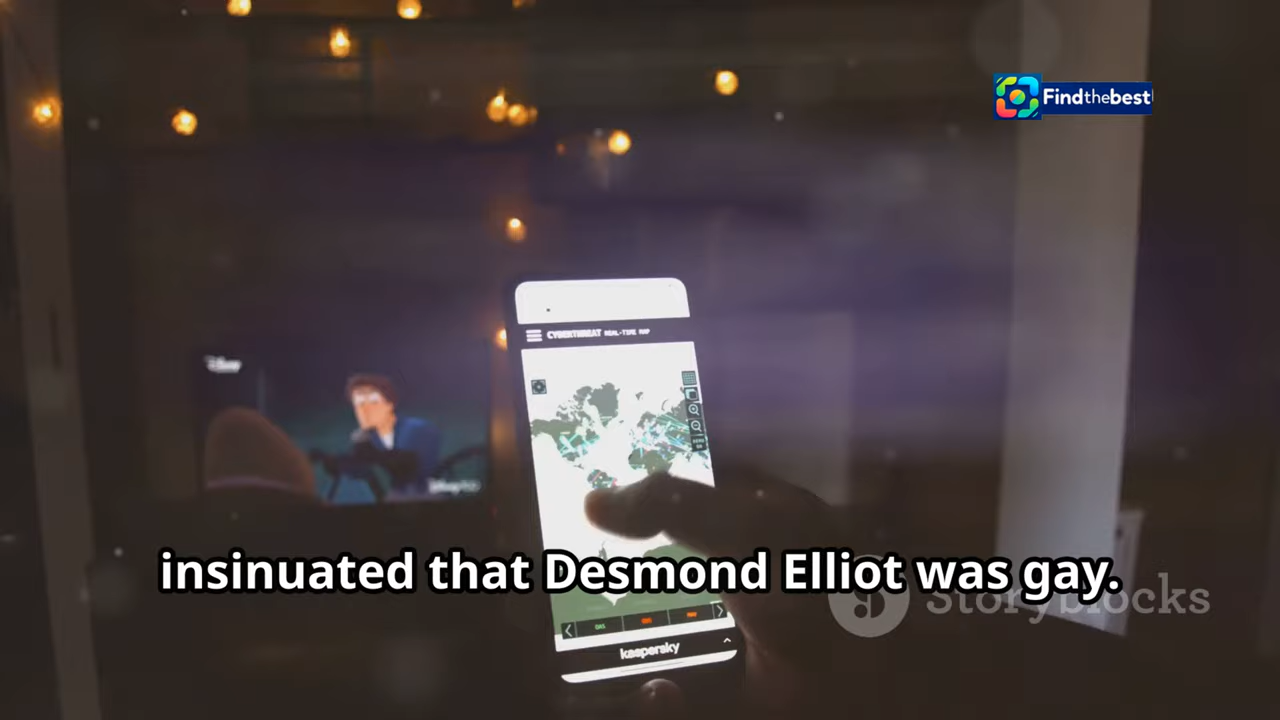 Findthebest
CYBERTHREAT REAL-TIME MAP
insinuated that Desmond Elliot was gay.
Storyblocks
kaspersky